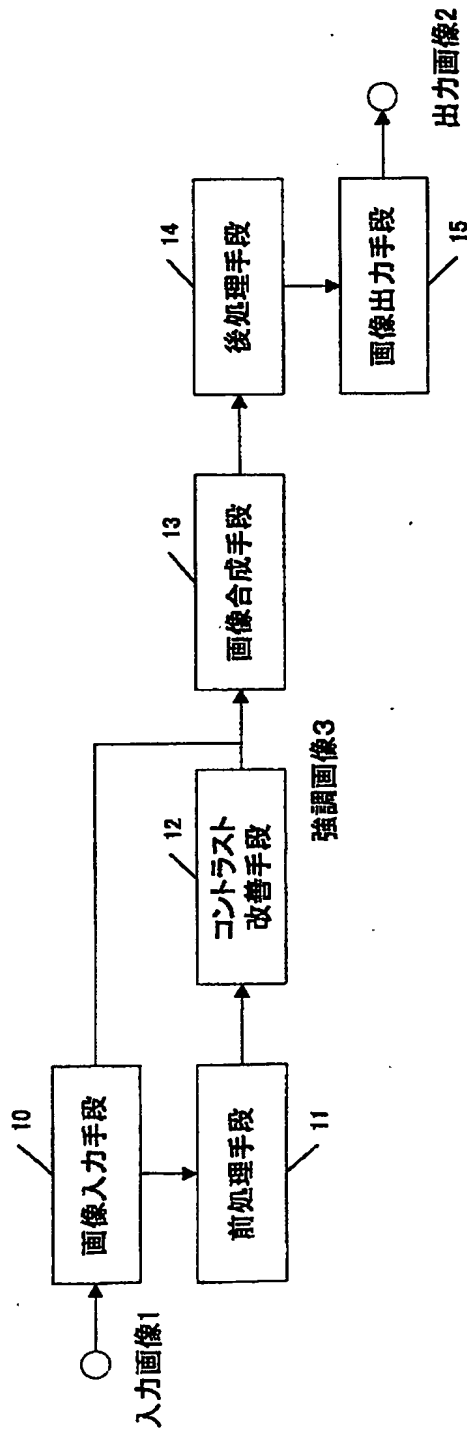 入力画像1
10
画像入力手段
前処理手段
11
12
コントラスト
改善手段
強調画像3
13
画像合成手段
14
後処理手段
画像出力手段
15
出力画像2